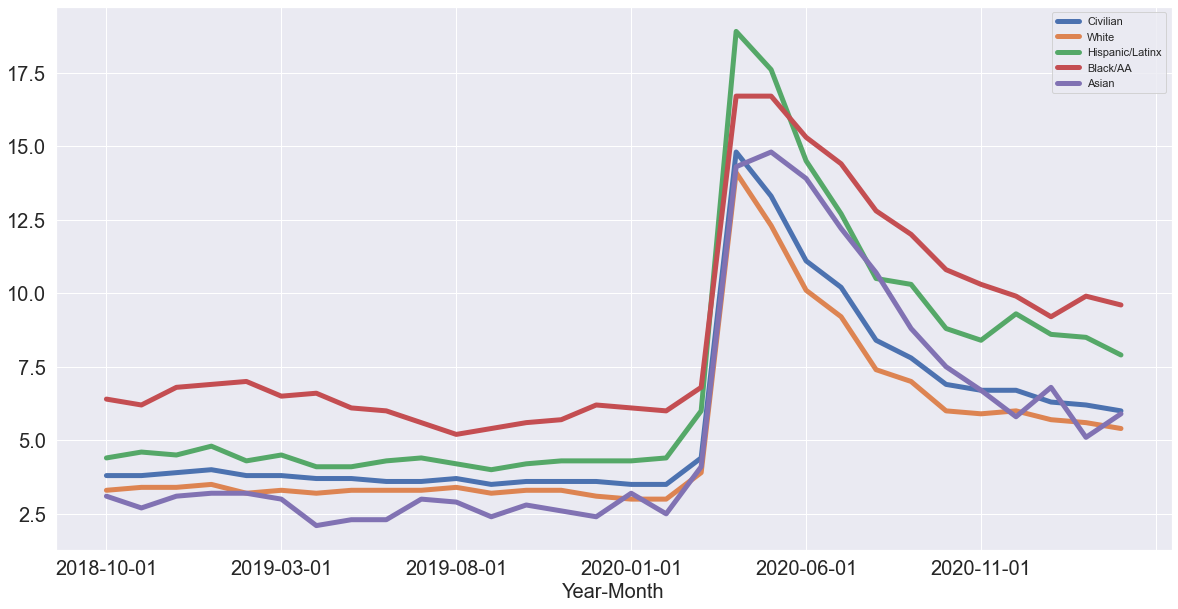 Civilian
White
Hispanic/Latinx
Black/AA
Asian
17.5
15.0
12.5
10.0
7.5
5.0
2.5
2018-10-01 2019-03-01 2019-08-01 2020-01-01 2020-06-01 2020-11-01
Year-Month